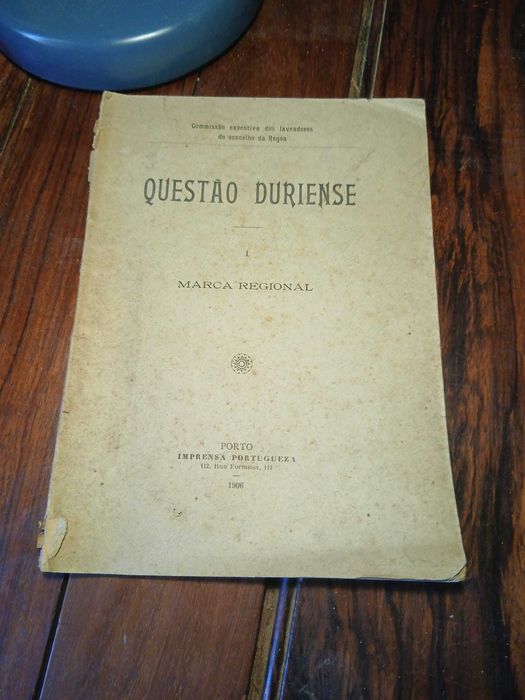 Commissão executiva dos lavradores
do concelho da Regoa
QUESTÃO DURIENSE
I
MARCA REGIONAL
PORTO
IMPRENSA PORTUGUEZA
112, Rua Formosa, 112
1906